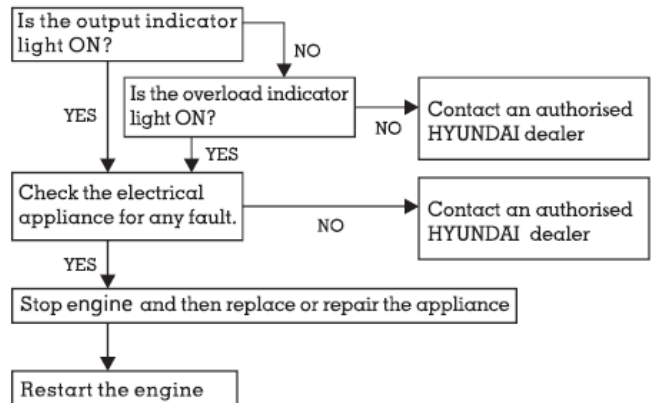 Is the output indicator
light ON?
NO
Is the overload indicator
light ON?
YES
NO
Contact an authorised
HYUNDAI dealer
YES
Check the electrical
appliance for any fault.
NO
Contact an authorised
HYUNDAI dealer
YES
Stop engine and then replace or repair the appliance
Restart the engine